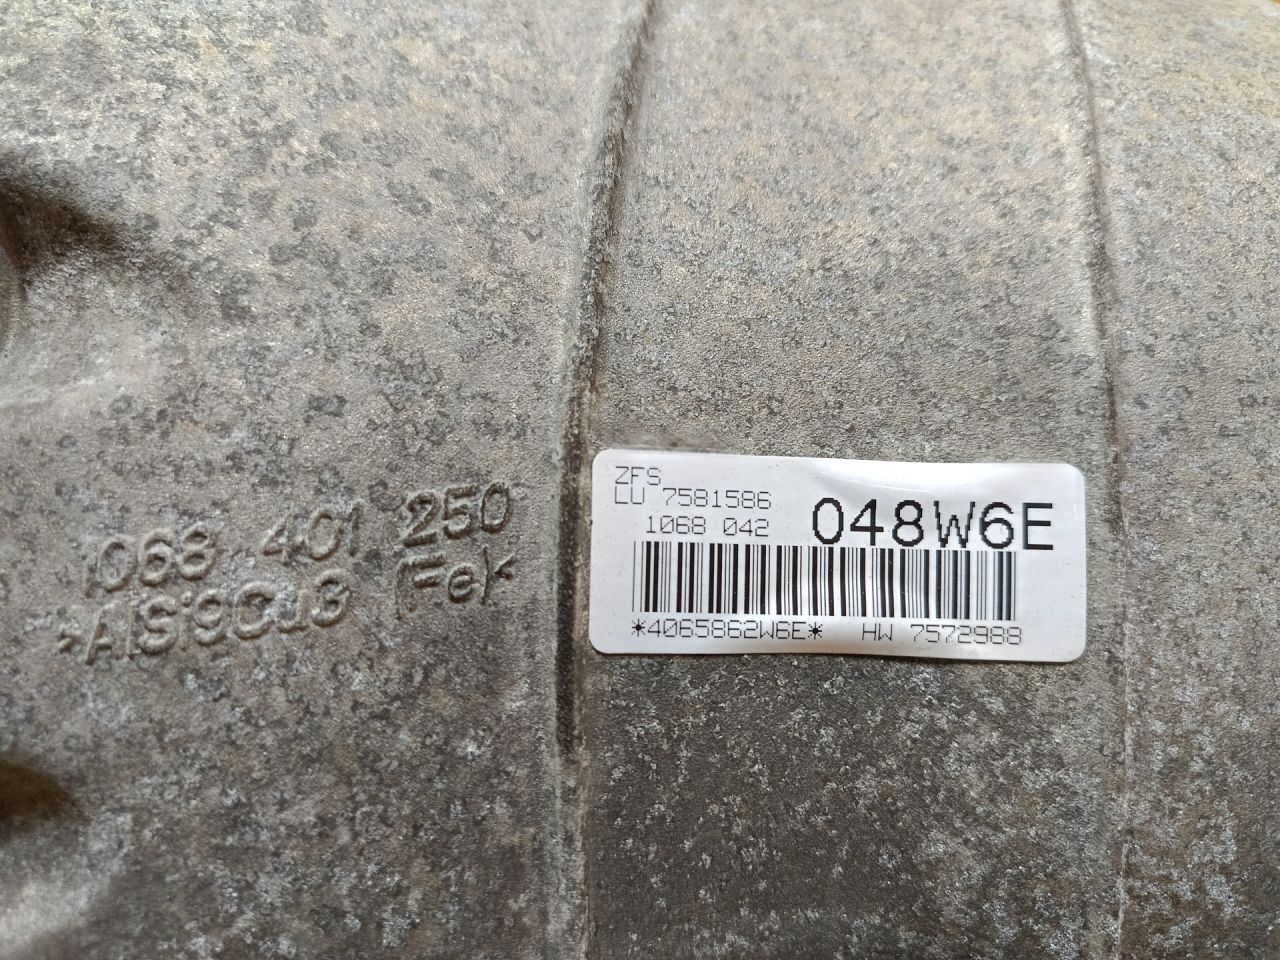 1068 401 250
>AlSi9Cu3 (Fe)<
ZFS
LU 7581586
1068 042
048W6E
*4065862W6E* HW 7572988